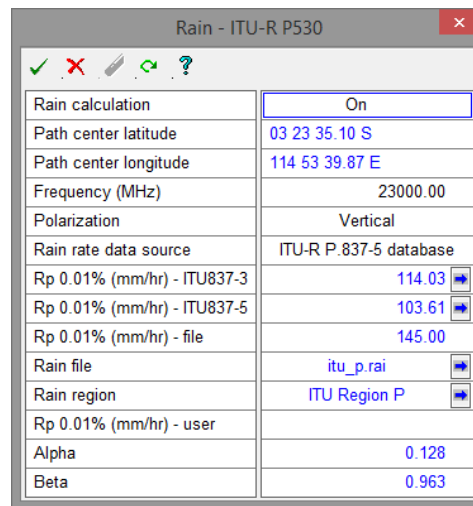 Rain - ITU-R P530
Rain calculation On
Path center latitude 03 23 35.10 S
Path center longitude 114 53 39.87 E
Frequency (MHz) 23000.00
Polarization Vertical
Rain rate data source ITU-R P.837-5 database
Rp 0.01% (mm/hr) - ITU837-3 114.03
Rp 0.01% (mm/hr) - ITU837-5 103.61
Rp 0.01% (mm/hr) - file 145.00
Rain file itu_p.rai
Rain region ITU Region P
Rp 0.01% (mm/hr) - user
Alpha 0.128
Beta 0.963